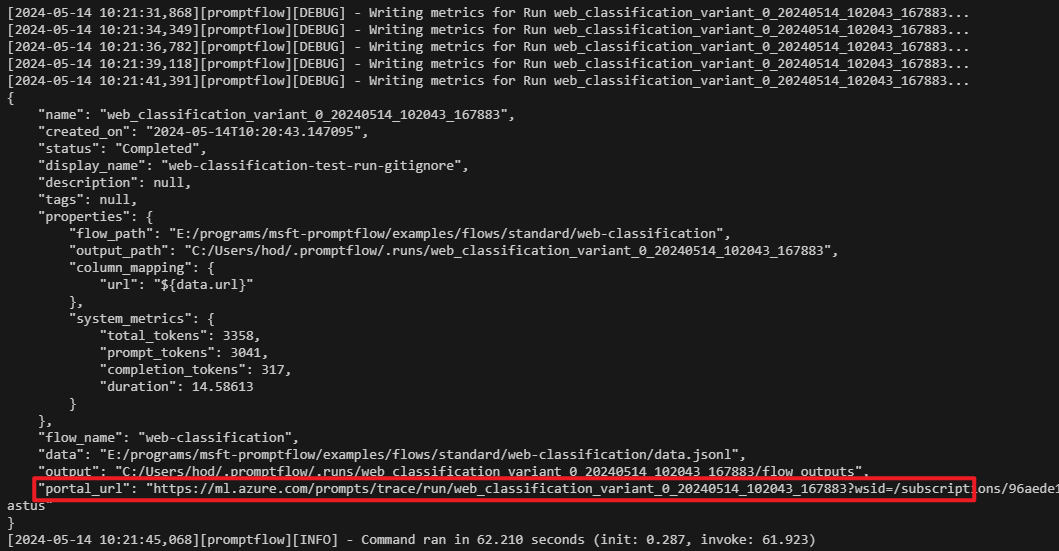 [2024-05-14 10:21:31,868][promptflow][DEBUG] - Writing metrics for Run web_classification_variant_0_20240514_102043_167883...
[2024-05-14 10:21:34,349][promptflow][DEBUG] - Writing metrics for Run web_classification_variant_0_20240514_102043_167883...
[2024-05-14 10:21:36,782][promptflow][DEBUG] - Writing metrics for Run web_classification_variant_0_20240514_102043_167883...
[2024-05-14 10:21:39,118][promptflow][DEBUG] - Writing metrics for Run web_classification_variant_0_20240514_102043_167883...
[2024-05-14 10:21:41,391][promptflow][DEBUG] - Writing metrics for Run web_classification_variant_0_20240514_102043_167883...
{
    "name": "web_classification_variant_0_20240514_102043_167883",
    "created_on": "2024-05-14T10:20:43.147095",
    "status": "Completed",
    "display_name": "web-classification-test-run-gitignore",
    "description": null,
    "tags": null,
    "properties": {
        "flow_path": "E:/programs/msft-promptflow/examples/flows/standard/web-classification",
        "output_path": "C:/Users/hod/.promptflow/.runs/web_classification_variant_0_20240514_102043_167883",
        "column_mapping": {
            "url": "${data.url}"
        },
        "system_metrics": {
            "total_tokens": 3358,
            "prompt_tokens": 3041,
            "completion_tokens": 317,
            "duration": 14.58613
        }
    },
    "flow_name": "web-classification",
    "data": "E:/programs/msft-promptflow/examples/flows/standard/web-classification/data.jsonl",
    "output": "C:/Users/hod/.promptflow/.runs/web_classification_variant_0_20240514_102043_167883/flow_outputs",
    "portal_url": "https://ml.azure.com/prompts/trace/run/web_classification_variant_0_20240514_102043_167883?wsid=/subscriptions/96aede1
astus"
}
[2024-05-14 10:21:45,068][promptflow][INFO] - Command ran in 62.210 seconds (init: 0.287, invoke: 61.923)